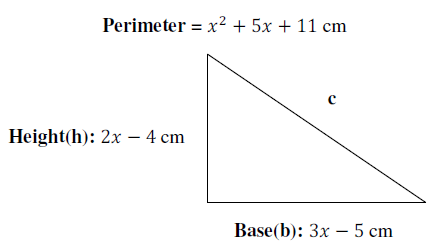 Perimeter = x² + 5x + 11 cm
c
Height(h): 2x − 4 cm
Base(b): 3x − 5 cm